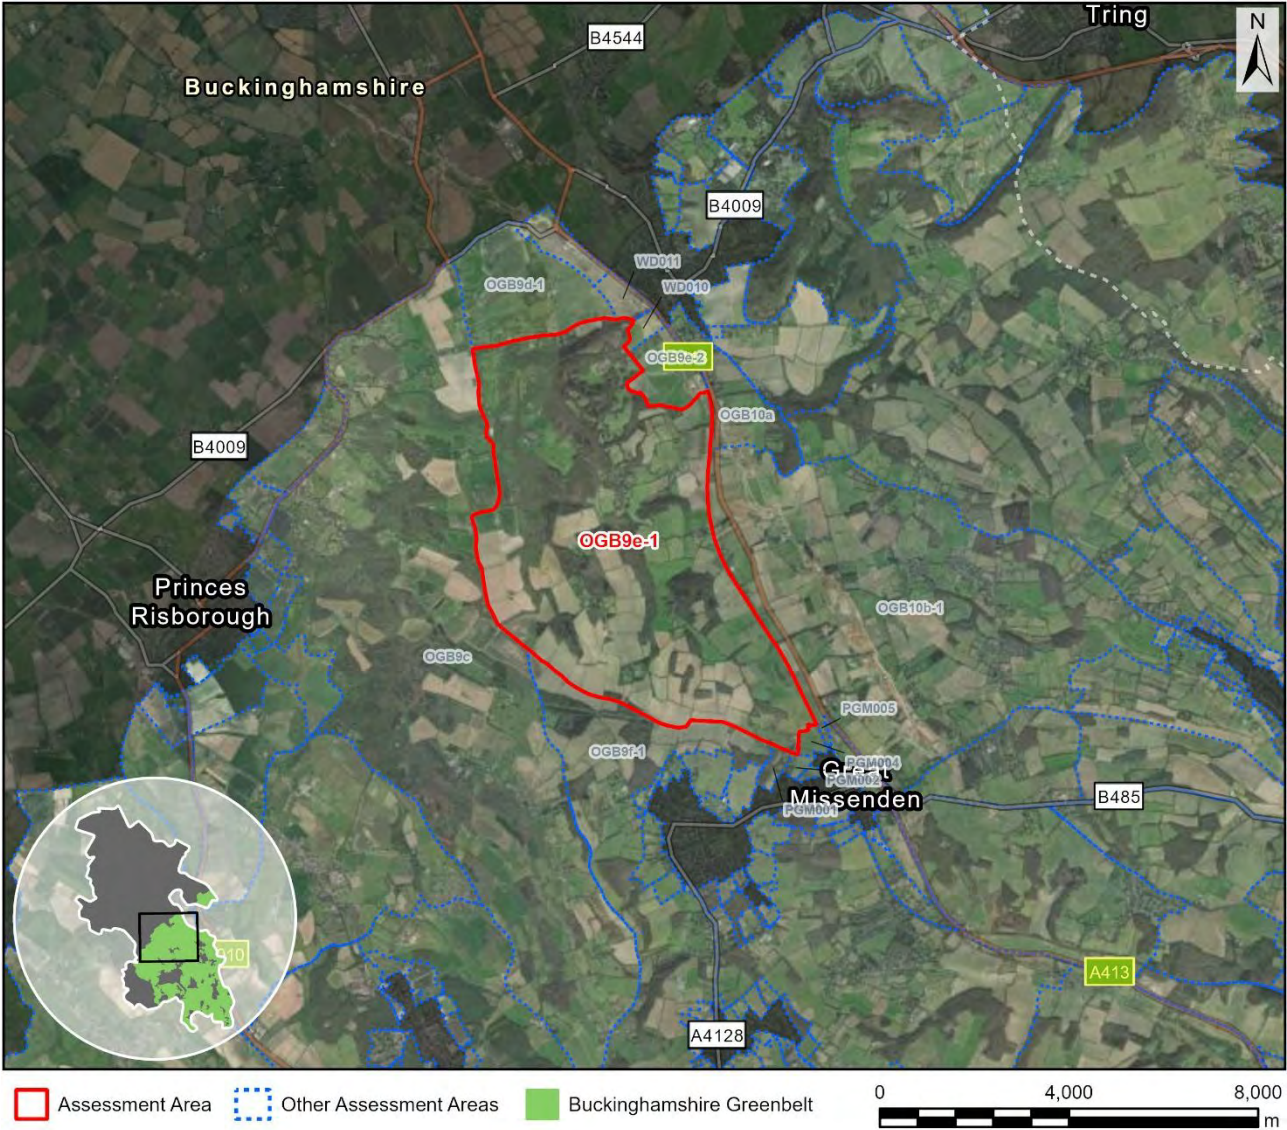 Tring
N
B4544
Buckinghamshire
B4009
WD011
OGB9d-1
WD010
OGB9e-2
OGB10a
B4009
OGB9e-1
Princes
Risborough
OGB10b-1
OGB9c
PGM005
OGB9f-1
PGM004
Great
PGM002
Missenden
PGM001
B485
A413
A4128
Assessment Area
Other Assessment Areas
Buckinghamshire Greenbelt
0 4,000 8,000
m